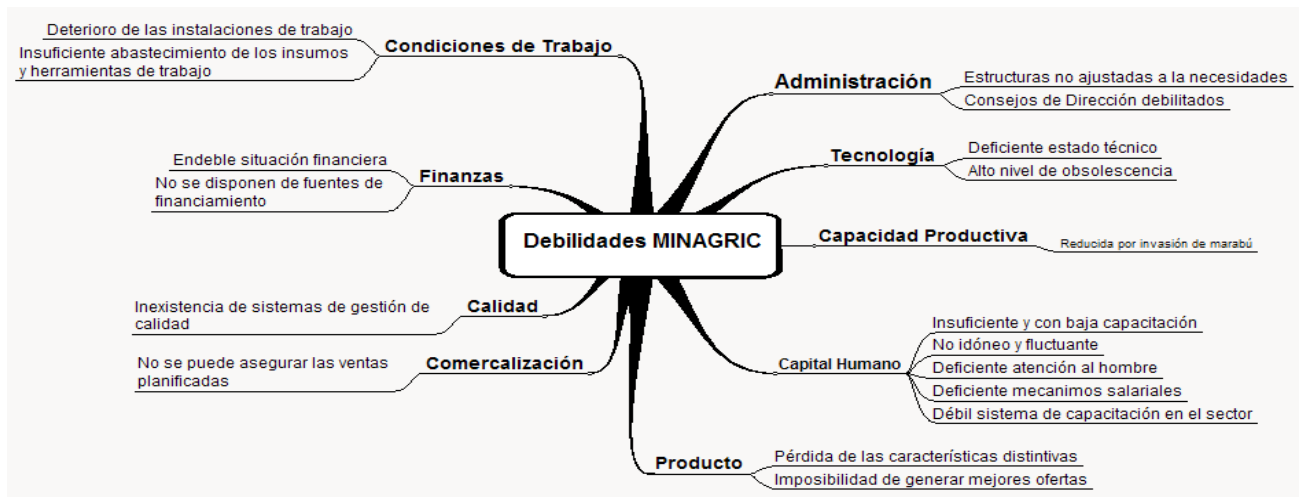 Debilidades MINAGRIC
Condiciones de Trabajo
Deterioro de las instalaciones de trabajo
Insuficiente abastecimiento de los insumos
y herramientas de trabajo
Finanzas
Endeble situación financiera
No se disponen de fuentes de
financiamiento
Calidad
Inexistencia de sistemas de gestión de
calidad
Comercalización
No se puede asegurar las ventas
planificadas
Administración
Estructuras no ajustadas a la necesidades
Consejos de Dirección debilitados
Tecnología
Deficiente estado técnico
Alto nivel de obsolescencia
Capacidad Productiva
Reducida por invasión de marabú
Capital Humano
Insuficiente y con baja capacitación
No idóneo y fluctuante
Deficiente atención al hombre
Deficiente mecanimos salariales
Débil sistema de capacitación en el sector
Producto
Pérdida de las características distintivas
Imposibilidad de generar mejores ofertas